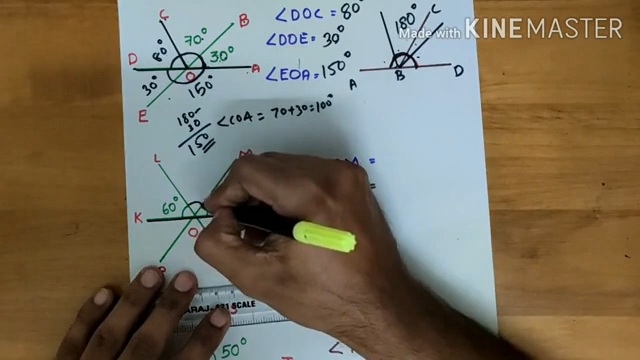 Made with KINEMASTER
C
B
70°
80°
30°
D
O
A
30°
150°
E
∠DOC = 80°
∠DOE = 30°
∠EOA = 150°
180°
C
A
B
D
180-
30
150
∠COA = 70+30=100°
L
M
60°
K
O
A =
=
SCALE
50°